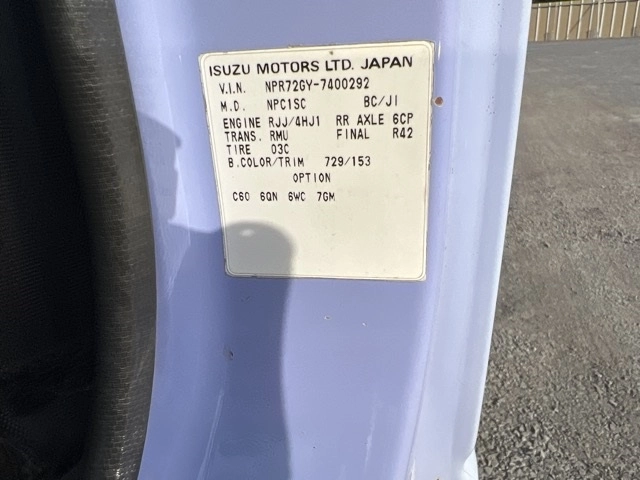 ISUZU MOTORS LTD. JAPAN
V.I.N. NPR72GY-7400292
M.D. NPC1SC BC/JI
ENGINE RJJ/4HJ1 RR AXLE 6CP
TRANS. RMU FINAL R42
TIRE 03C
B.COLOR/TRIM 729/153
OPTION
C60 6QN 6WC 7GM